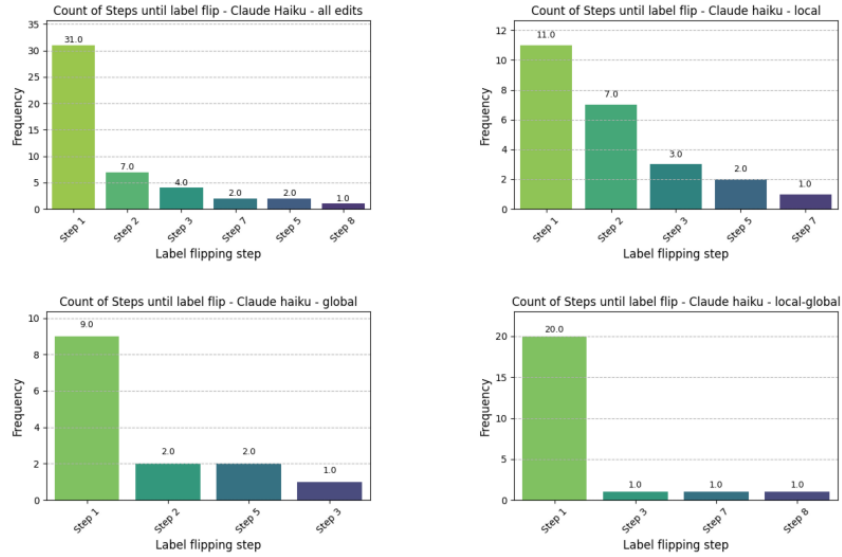 Count of Steps until label flip - Claude Haiku - all edits
Frequency
35
30
25
20
15
10
5
0
31.0
7.0
4.0
2.0
2.0
1.0
Step 1
Step 2
Step 3
Step 7
Step 5
Step 8
Label flipping step
Count of Steps until label flip - Claude haiku - local
Frequency
12
10
8
6
4
2
0
11.0
7.0
3.0
2.0
1.0
Step 1
Step 2
Step 3
Step 5
Step 7
Label flipping step
Count of Steps until label flip - Claude haiku - global
Frequency
10
8
6
4
2
0
9.0
2.0
2.0
1.0
Step 1
Step 2
Step 5
Step 3
Label flipping step
Count of Steps until label flip - Claude haiku - local-global
Frequency
20
15
10
5
0
20.0
1.0
1.0
1.0
Step 1
Step 3
Step 7
Step 8
Label flipping step